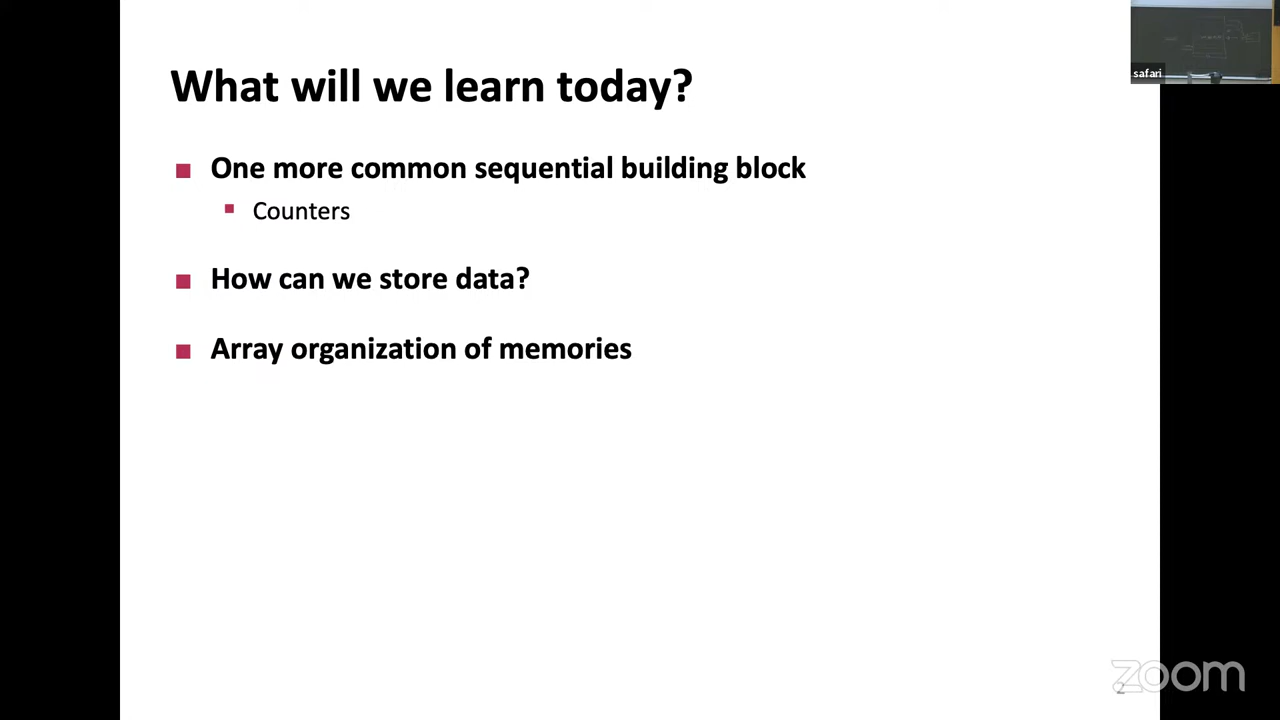 What will we learn today?
safari
One more common sequential building block
Counters
How can we store data?
Array organization of memories
zoom
2